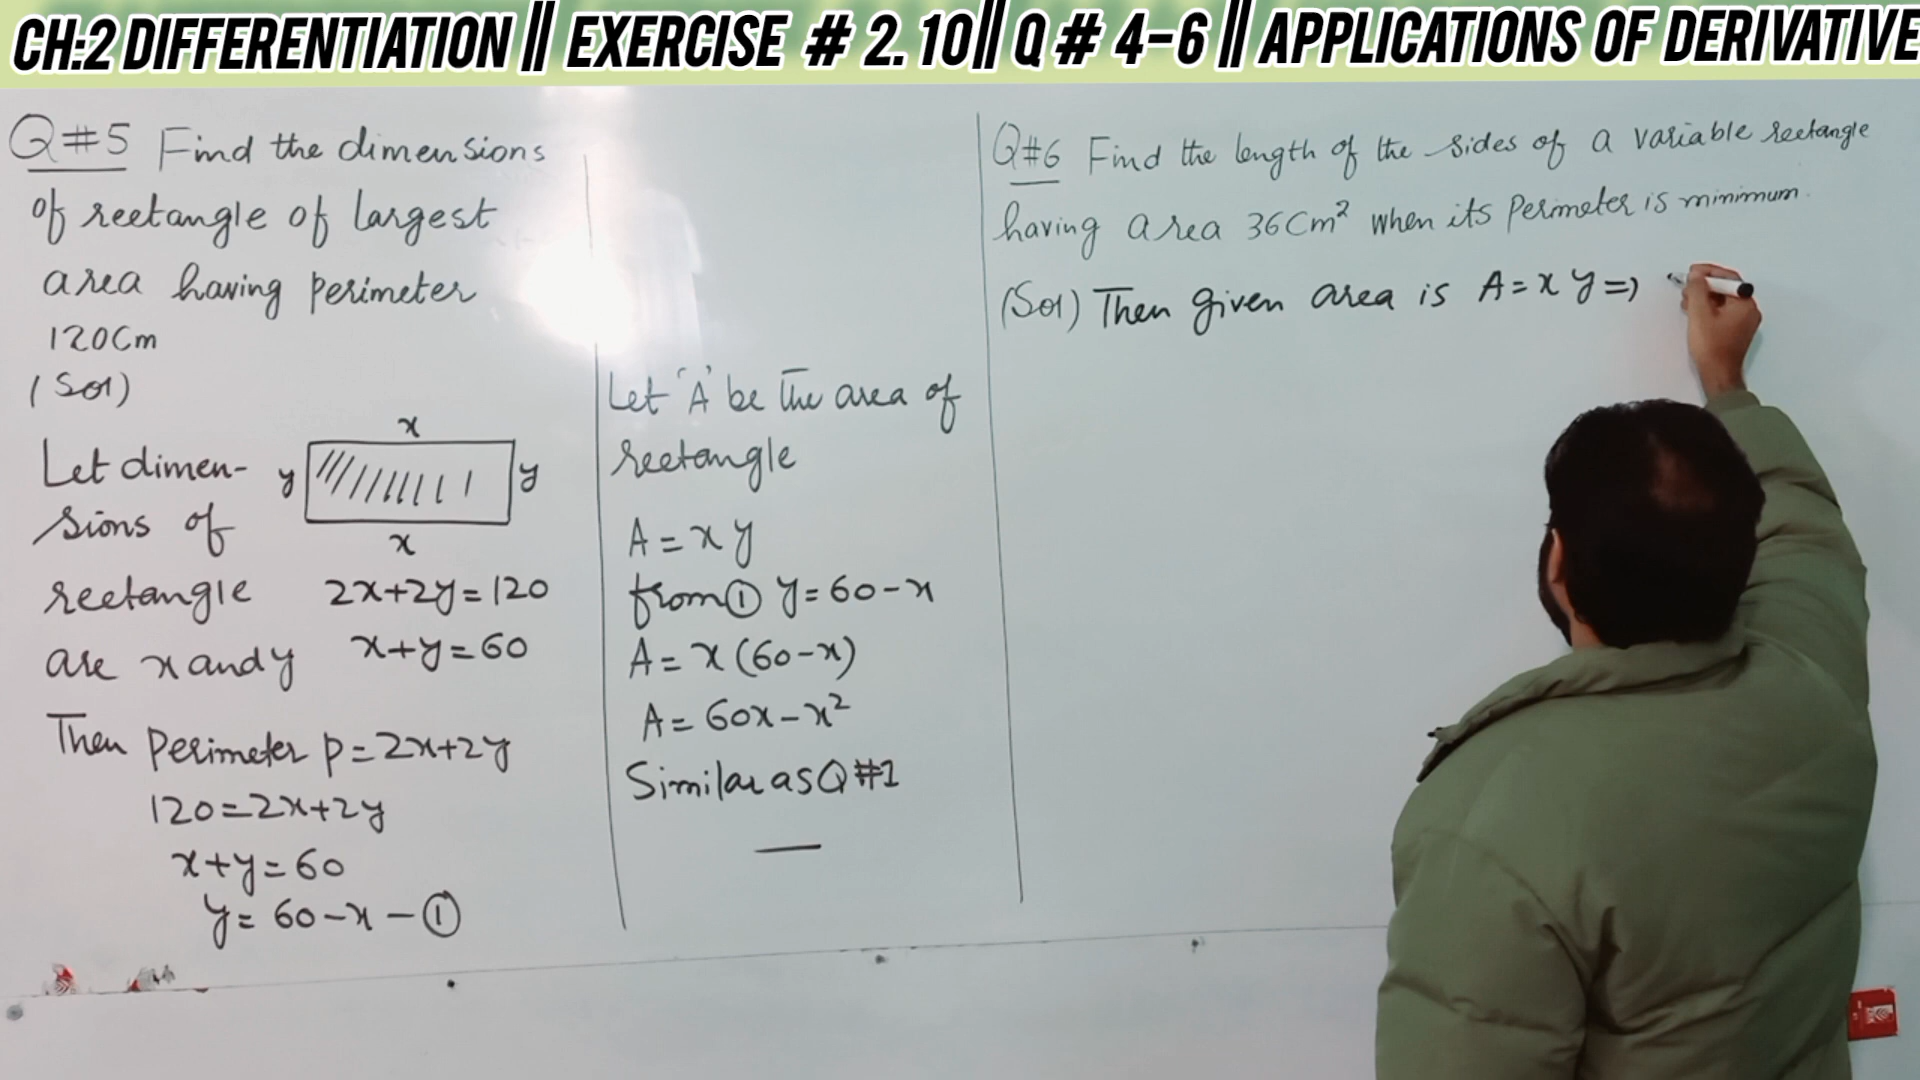 CH:2 DIFFERENTIATION || EXERCISE # 2.10|| Q # 4-6 || APPLICATIONS OF DERIVATIVE
Q#5 Find the dimensions
of rectangle of largest
area having perimeter
120Cm
(Sol)
Let dimen-
sions of
rectangle
are x and y
x
y
y
x
2x+2y=120
x+y=60
Then Perimeter p=2x+2y
120=2x+2y
x+y=60
y=60-x-①
Let 'A' be the area of
rectangle
A=xy
from① y=60-x
A=x(60-x)
A=60x-x²
Similar as Q#1
Q#6 Find the length of the sides of a variable rectangle
having area 36Cm² when its Perimeter is minimum.
(Sol) Then given area is A=xy⇒